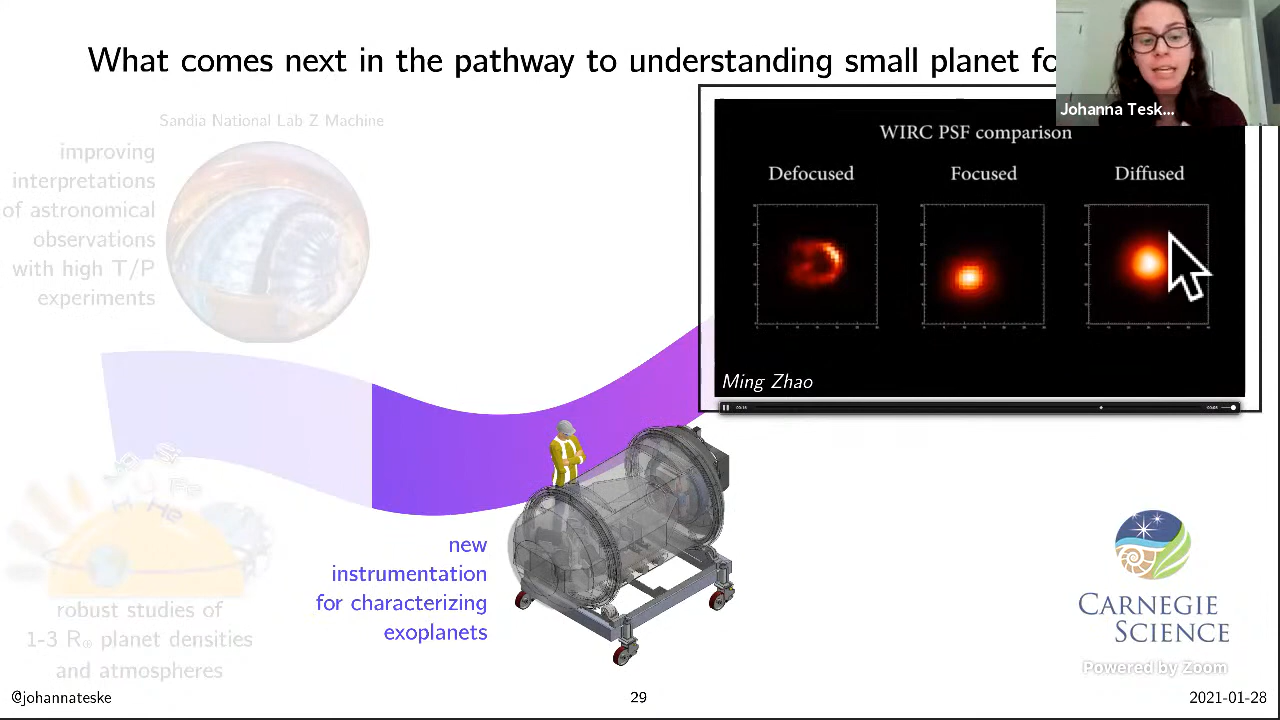 What comes next in the pathway to understanding small planet fo
Johanna Tesk...
Sandia National Lab Z Machine
improving
interpretations
of astronomical
observations
with high T/P
experiments
WIRC PSF comparison
Defocused
Focused
Diffused
Ming Zhao
H He
new
instrumentation
for characterizing
exoplanets
robust studies of
1-3 R⊕ planet densities
and atmospheres
CARNEGIE
SCIENCE
Powered by Zoom
@johannateske
29
2021-01-28